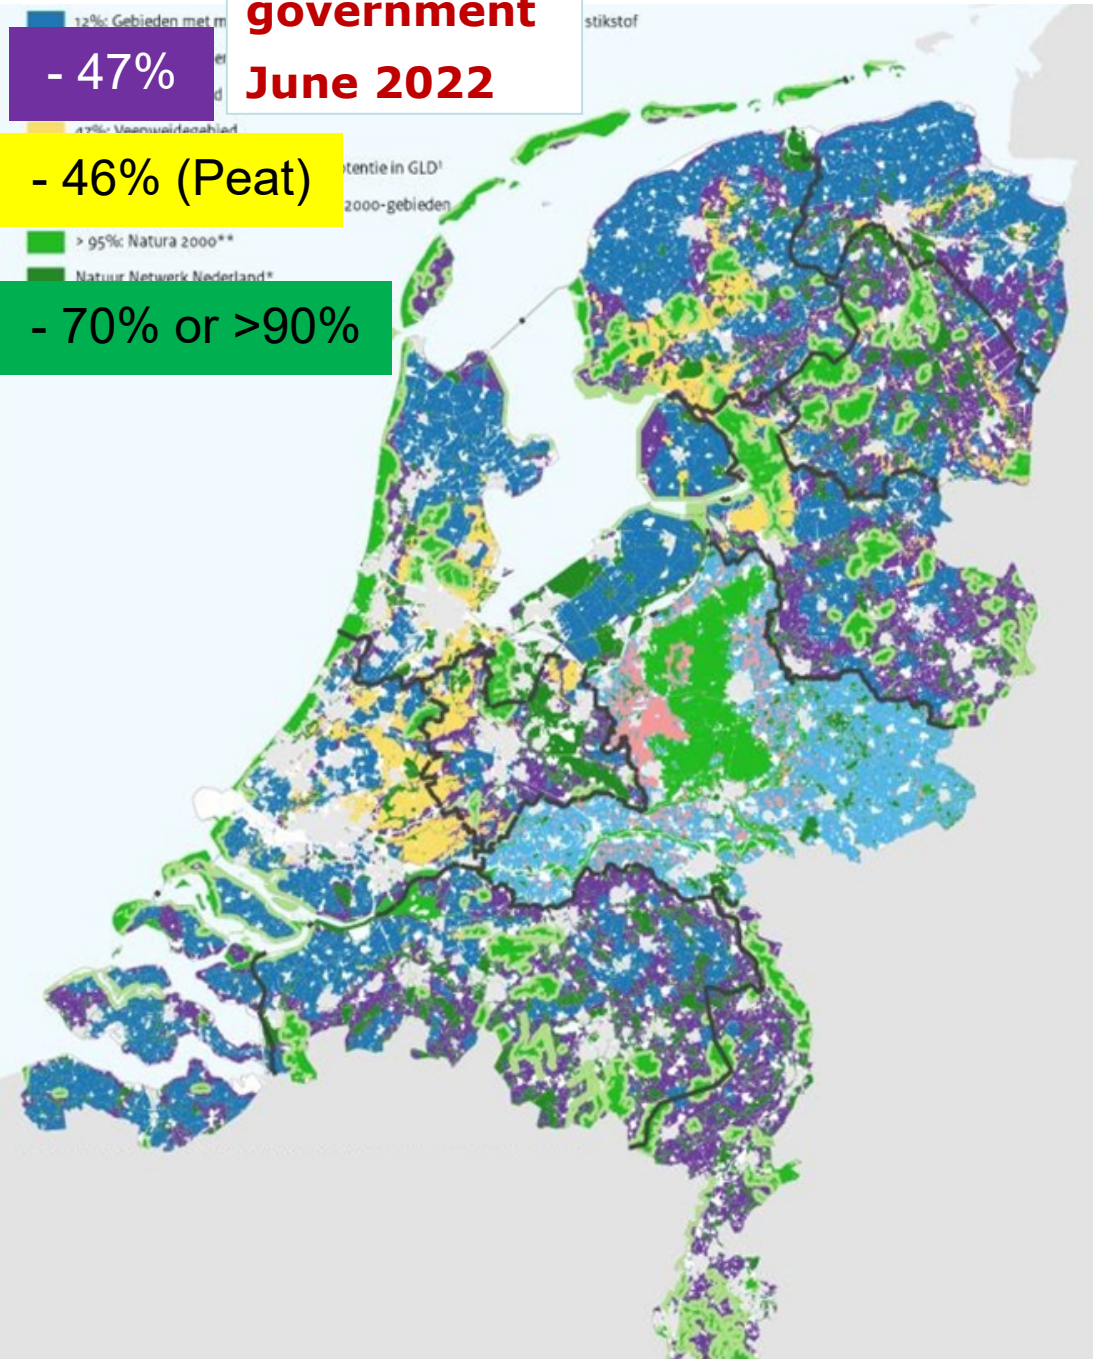 government
June 2022
12%: Gebieden met m
stikstof
- 47%
47%: Veenweidegebied
- 46% (Peat)
tentie in GLD¹
2000-gebieden
> 95%: Natura 2000**
Natuur Netwerk Nederland*
- 70% or >90%